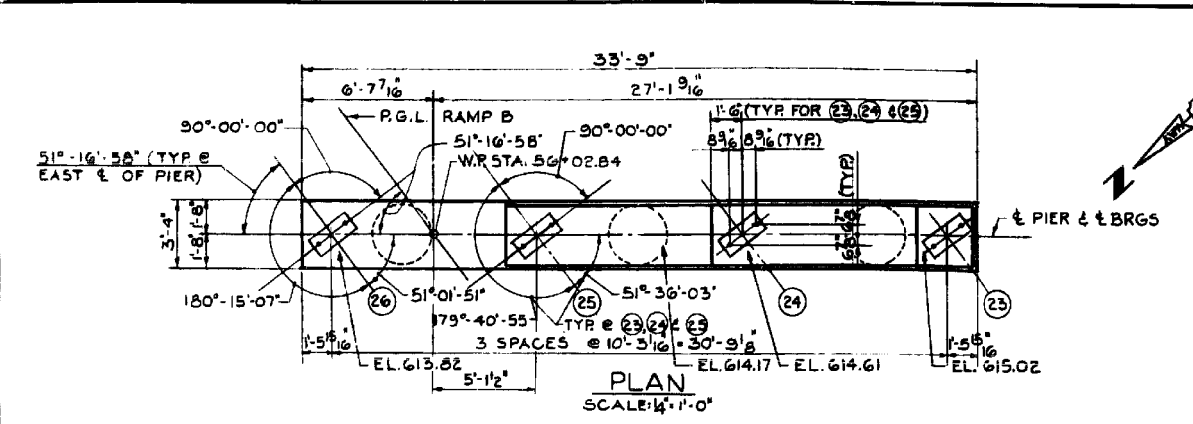 33'-9"
6'-7 7/16"
27'-1 9/16"
P.G.L. RAMP B
1'-6" (TYP. FOR 23, 24 & 25)
90°-00'-00"
51°-16'-58"
90°-00'-00"
8 9/16" 8 9/16" (TYP.)
51°-16'-58" (TYP. @
EAST ℄ OF PIER)
W.P. STA. 56+02.84
3'-4"
1'-8" 1'-8"
(TYP.)
℄ PIER & ℄ BRGS
N
180°-15'-07"
26
51°-01'-51"
25
51°-36'-03"
24
23
179°-40'-55"
TYP. @ 23, 24 & 25
1'-5 15/16"
3 SPACES @ 10'-3 1/16" = 30'-9 1/8"
1'-5 15/16"
EL. 613.82
EL. 614.17
EL. 614.61
EL. 615.02
5'-1 1/2"
PLAN
SCALE: 1/4" = 1'-0"